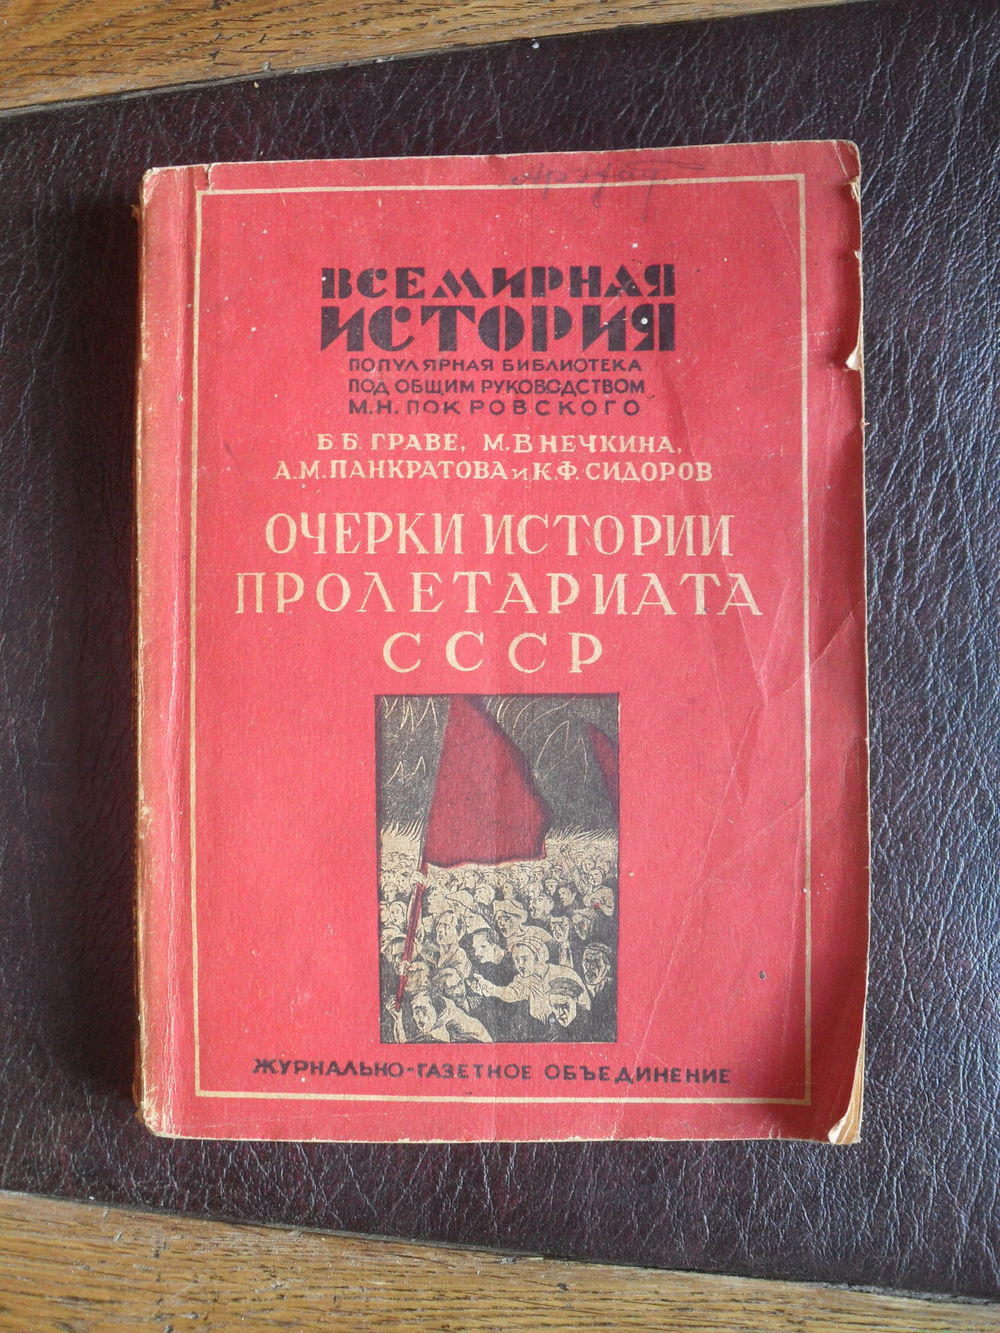 ВСЕМИРНАЯ
ИСТОРИЯ
ПОПУЛЯРНАЯ БИБЛИОТЕКА
ПОД ОБЩИМ РУКОВОДСТВОМ
М.Н. ПОКРОВСКОГО
Б.Б. ГРАВЕ, М.В НЕЧКИНА,
А.М. ПАНКРАТОВА и К.Ф. СИДОРОВ
ОЧЕРКИ ИСТОРИИ
ПРОЛЕТАРИАТА
СССР
ЖУРНАЛЬНО-ГАЗЕТНОЕ ОБЪЕДИНЕНИЕ